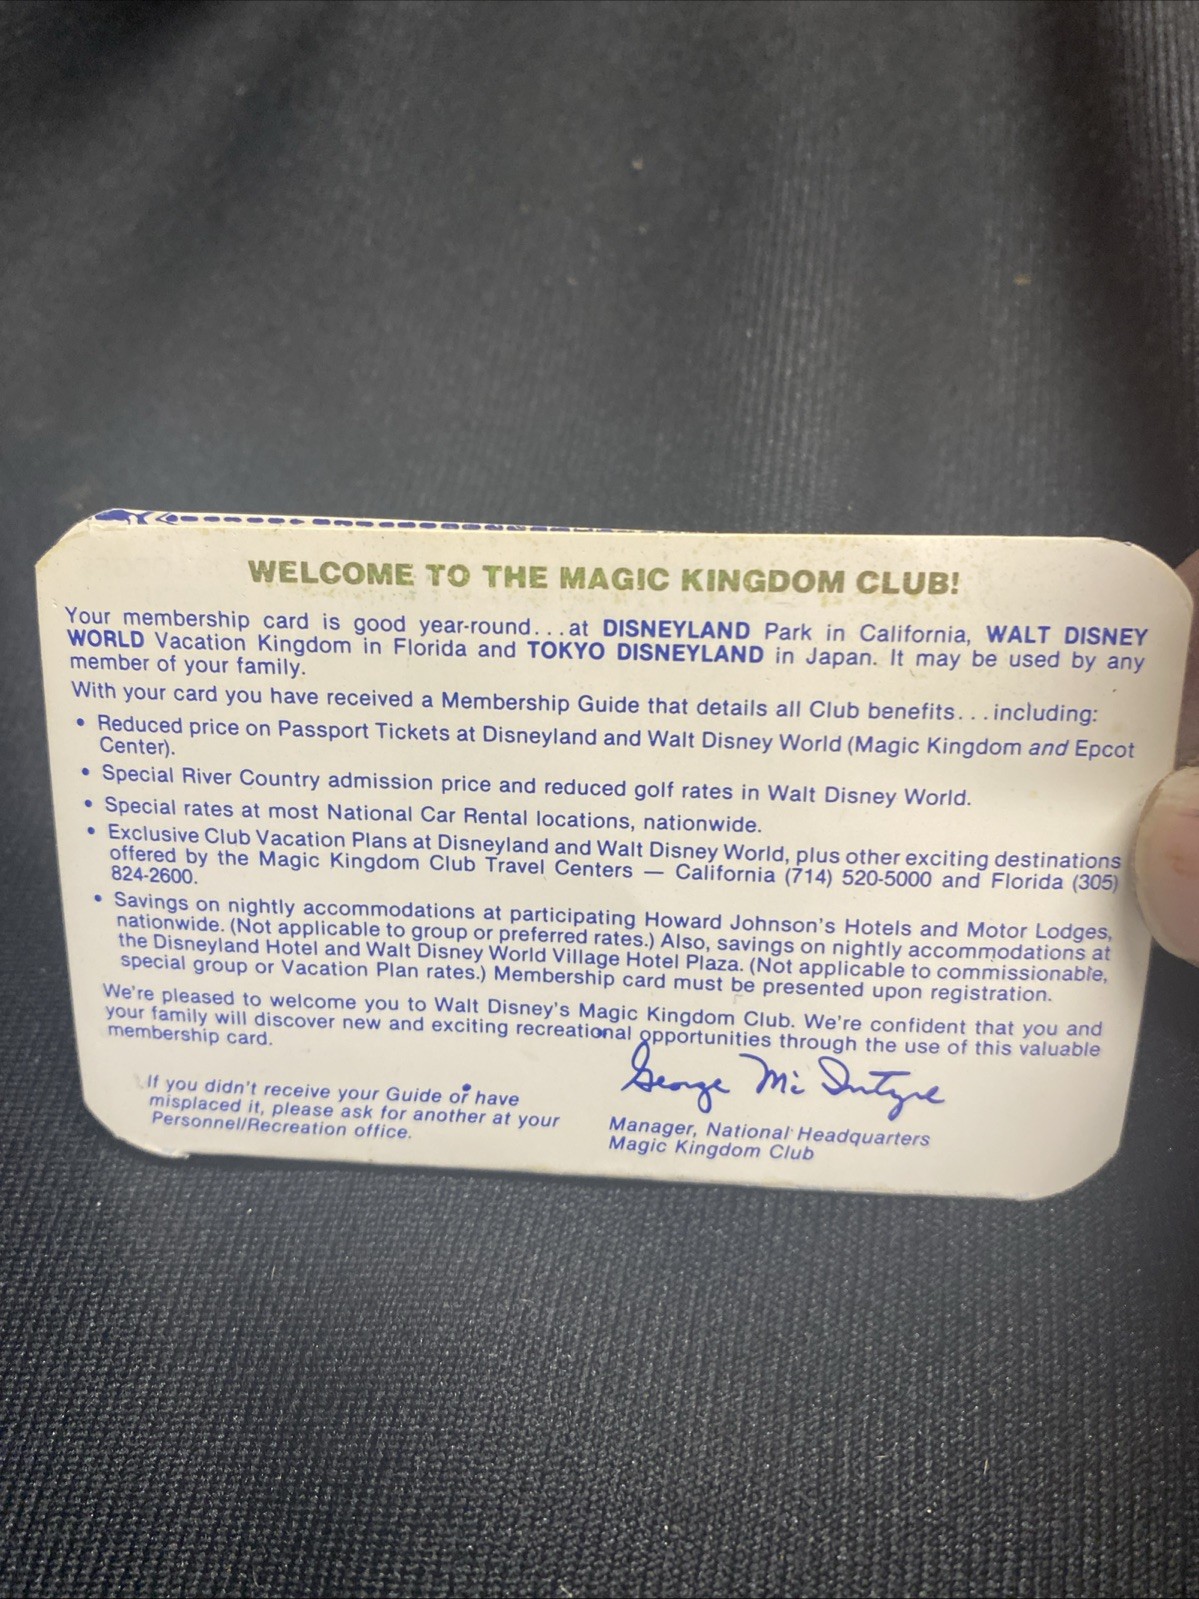 WELCOME TO THE MAGIC KINGDOM CLUB!
Your membership card is good year-round...at DISNEYLAND Park in California, WALT DISNEY
WORLD Vacation Kingdom in Florida and TOKYO DISNEYLAND in Japan. It may be used by any
member of your family.
With your card you have received a Membership Guide that details all Club benefits...including:
• Reduced price on Passport Tickets at Disneyland and Walt Disney World (Magic Kingdom and Epcot
Center).
• Special River Country admission price and reduced golf rates in Walt Disney World.
• Special rates at most National Car Rental locations, nationwide.
• Exclusive Club Vacation Plans at Disneyland and Walt Disney World, plus other exciting destinations
offered by the Magic Kingdom Club Travel Centers — California (714) 520-5000 and Florida (305)
824-2600.
• Savings on nightly accommodations at participating Howard Johnson's Hotels and Motor Lodges,
nationwide. (Not applicable to group or preferred rates.) Also, savings on nightly accommodations at
the Disneyland Hotel and Walt Disney World Village Hotel Plaza. (Not applicable to commissionable,
special group or Vacation Plan rates.) Membership card must be presented upon registration.
We're pleased to welcome you to Walt Disney's Magic Kingdom Club. We're confident that you and
your family will discover new and exciting recreational opportunities through the use of this valuable
membership card.
If you didn't receive your Guide or have
misplaced it, please ask for another at your
Personnel/Recreation office.
George McIntyre
Manager, National Headquarters
Magic Kingdom Club